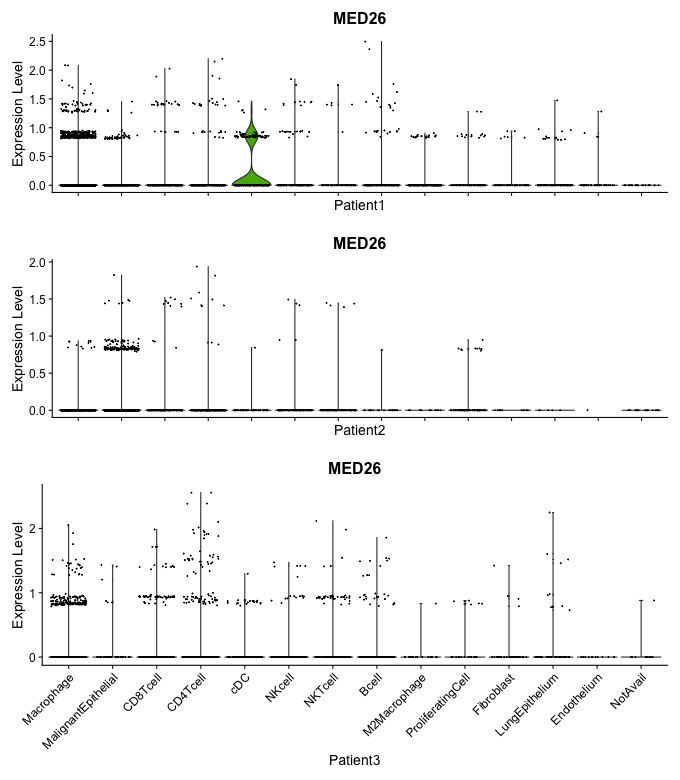 MED26
Expression Level
2.5
2.0
1.5
1.0
0.5
0.0
Patient1
MED26
Expression Level
2.0
1.5
1.0
0.5
0.0
Patient2
MED26
Expression Level
2
1
0
Macrophage
MalignantEpithelial
CD8Tcell
CD4Tcell
cDC
NKcell
NKTcell
Bcell
M2Macrophage
ProliferatingCell
Fibroblast
LungEpithelium
Endothelium
NotAvail
Patient3